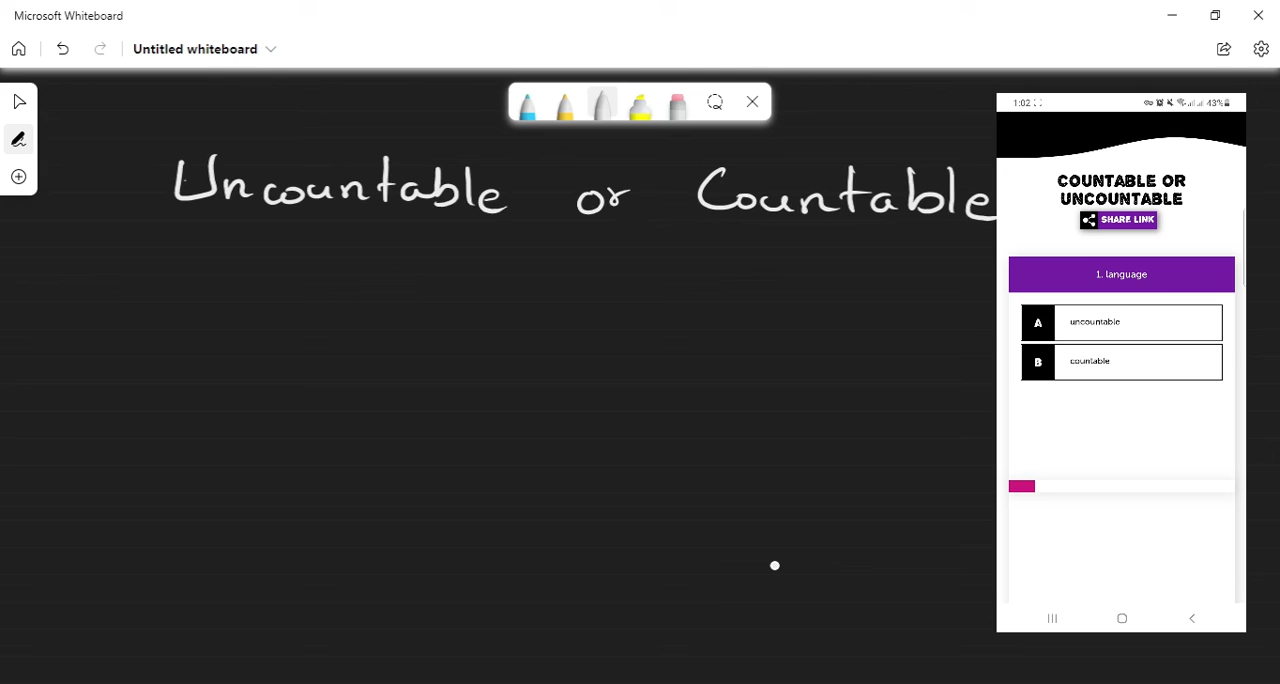 Microsoft Whiteboard
Untitled whiteboard
Uncountable or Countable
1:02 43%
COUNTABLE OR
UNCOUNTABLE
SHARE LINK
1. language
A uncountable
B countable